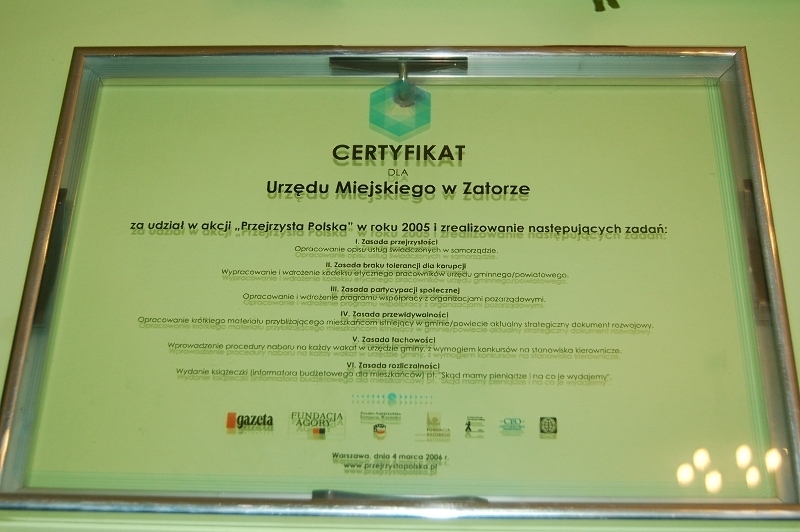 CERTYFIKAT
DLA
Urzędu Miejskiego w Zatorze
za udział w akcji „Przejrzysta Polska" w roku 2005 i zrealizowanie następujących zadań:
I. Zasada przejrzystości
Opracowanie opisu usług świadczonych w samorządzie.
II. Zasada braku tolerancji dla korupcji
Wypracowanie i wdrożenie kodeksu etycznego pracowników urzędu gminnego/powiatowego.
III. Zasada partycypacji społecznej
Opracowanie i wdrożenie programu współpracy z organizacjami pozarządowymi.
IV. Zasada przewidywalności
Opracowanie krótkiego materiału przybliżającego mieszkańcom istniejący w gminie/powiecie aktualny strategiczny dokument rozwojowy.
V. Zasada fachowości
Wprowadzenie procedury naboru na każdy wakat w urzędzie gminy, z wymogiem konkursów na stanowiska kierownicze.
VI. Zasada rozliczalności
Wydanie książeczki (informatora budżetowego dla mieszkańców) pt. "Skąd mamy pieniądze i na co je wydajemy".
gazeta
FUNDACJA
AGORY
CEO
Warszawa, dnia 4 marca 2006 r.
www.przejrzystapolska.pl